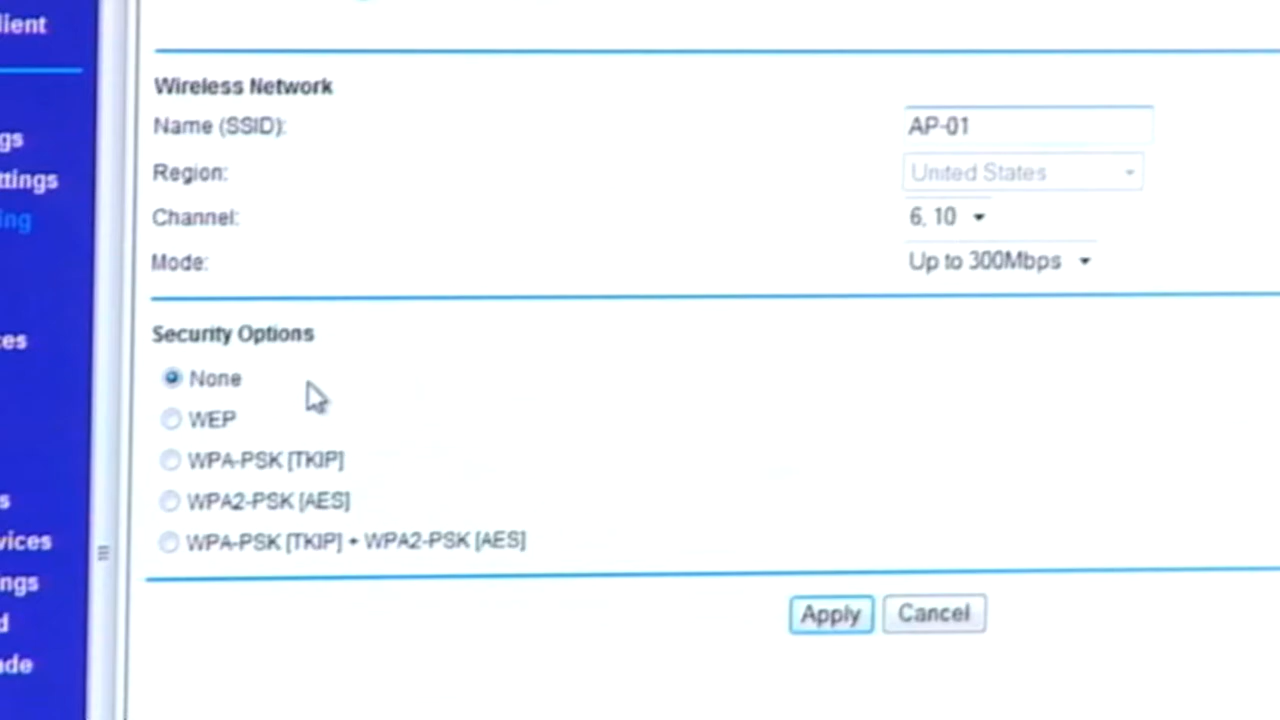 lient
gs
ttings
ing
ces
s
vices
ngs
d
ade
Wireless Network
Name (SSID): AP-01
Region: United States
Channel: 6, 10
Mode: Up to 300Mbps
Security Options
None
WEP
WPA-PSK [TKIP]
WPA2-PSK [AES]
WPA-PSK [TKIP] + WPA2-PSK [AES]
Apply Cancel